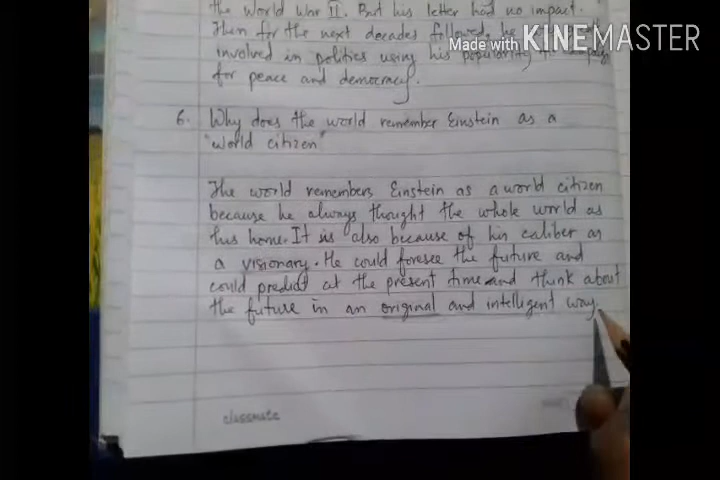 the World War II. But his letter had no impact.
Then for the next decades followed, he
involved in politics using his popularity to
for peace and democracy.
Made with KINEMASTER
6. Why does the world remember Einstein as a
"world citizen"
The world remembers Einstein as a world citizen
because he always thought the whole world as
his home. It is also because of his caliber as
a visionary. He could foresee the future and
could predict at the present time and think about
the future in an original and intelligent way.
classmate